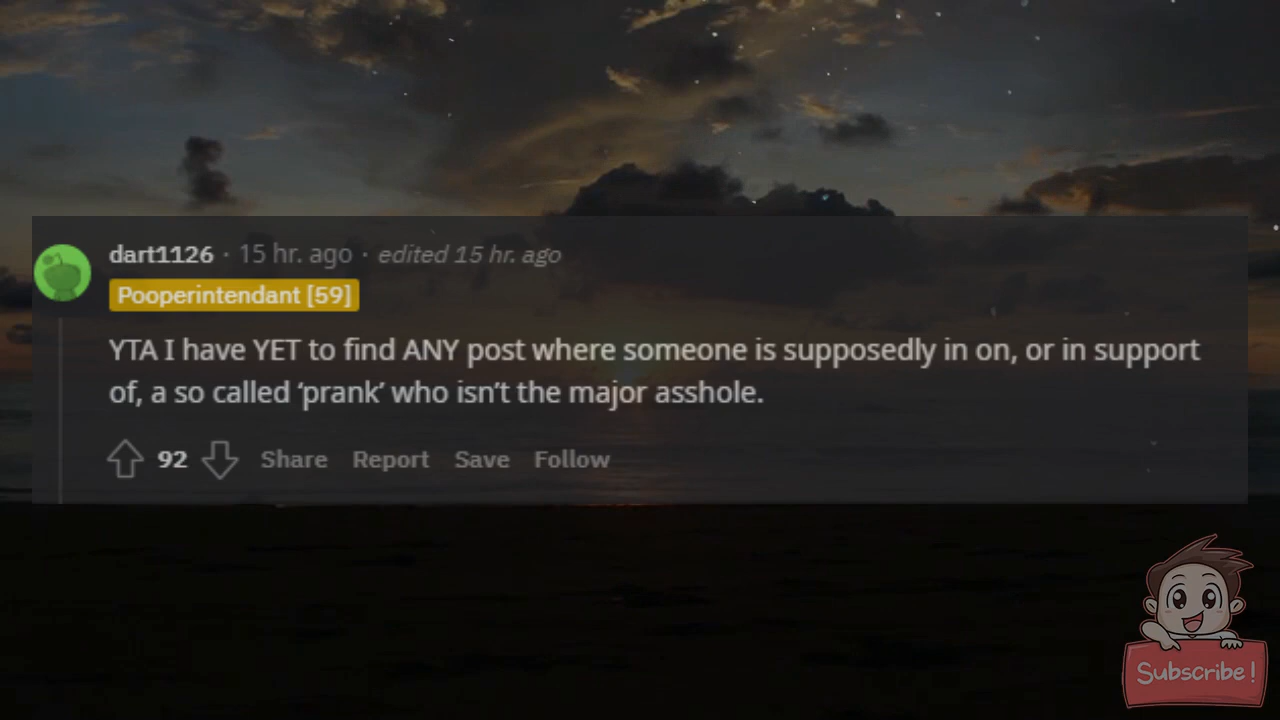 dart1126 · 15 hr. ago · edited 15 hr. ago
Pooperintendant [59]
YTA I have YET to find ANY post where someone is supposedly in on, or in support
of, a so called ‘prank’ who isn’t the major asshole.
92 Share Report Save Follow
Subscribe!